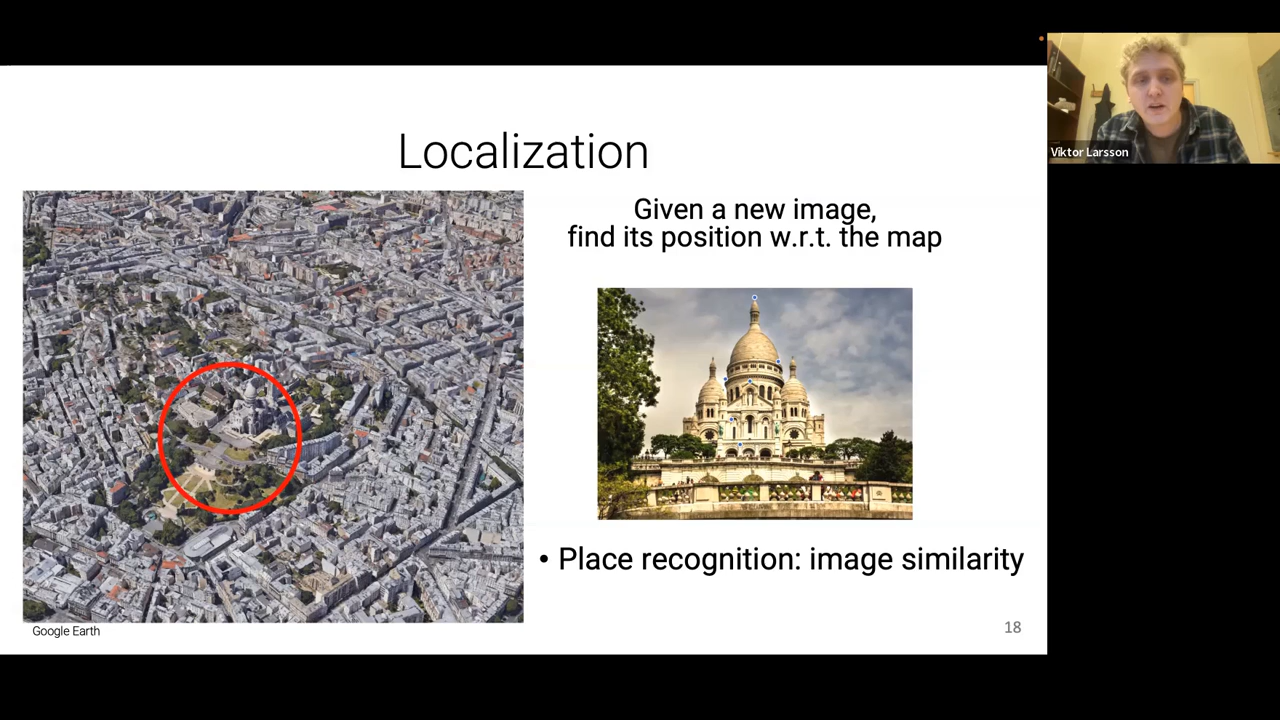 Localization
Given a new image,
find its position w.r.t. the map
• Place recognition: image similarity
Google Earth
18
Viktor Larsson